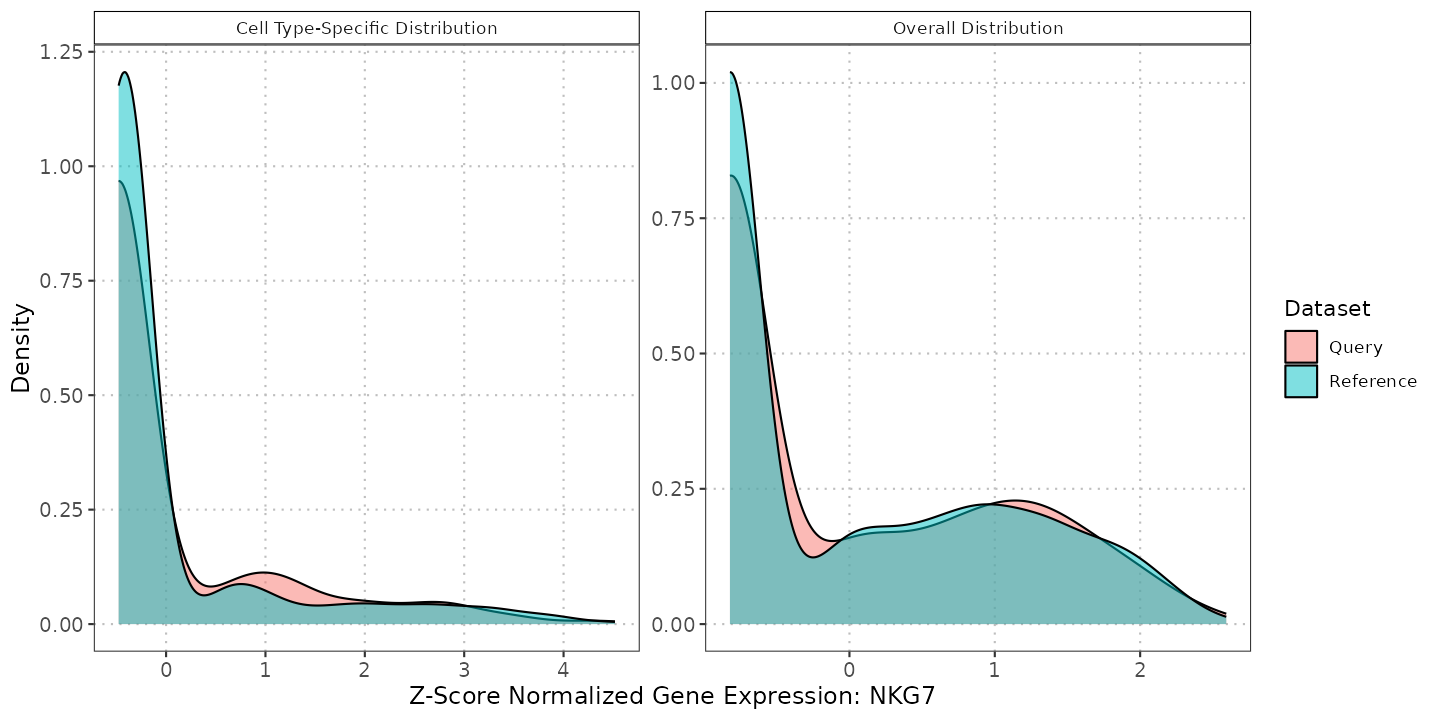 Cell Type-Specific Distribution
Overall Distribution
Density
1.25
1.00
0.75
0.50
0.25
0.00
0 1 2 3 4
1.00
0.75
0.50
0.25
0.00
0 1 2
Z-Score Normalized Gene Expression: NKG7
Dataset
Query
Reference